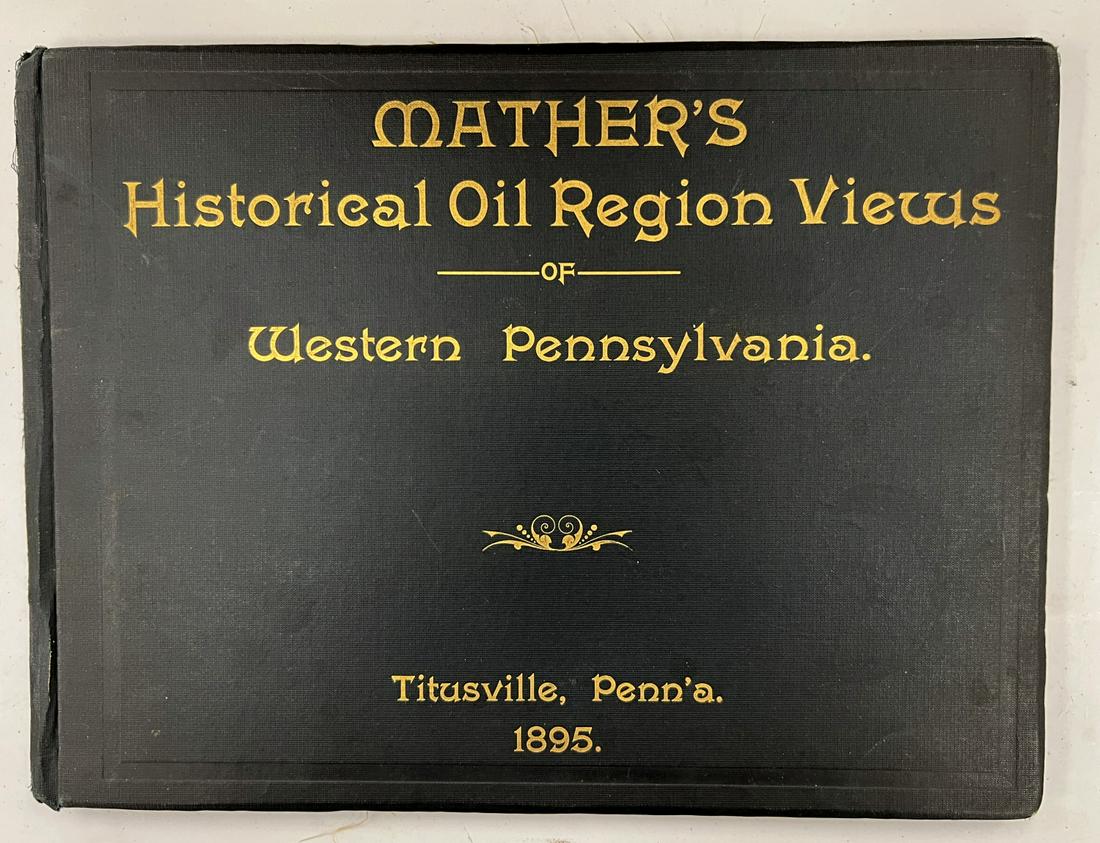 MATHER'S
Historical Oil Region Views
OF
Western Pennsylvania.
Titusville, Penn'a.
1895.